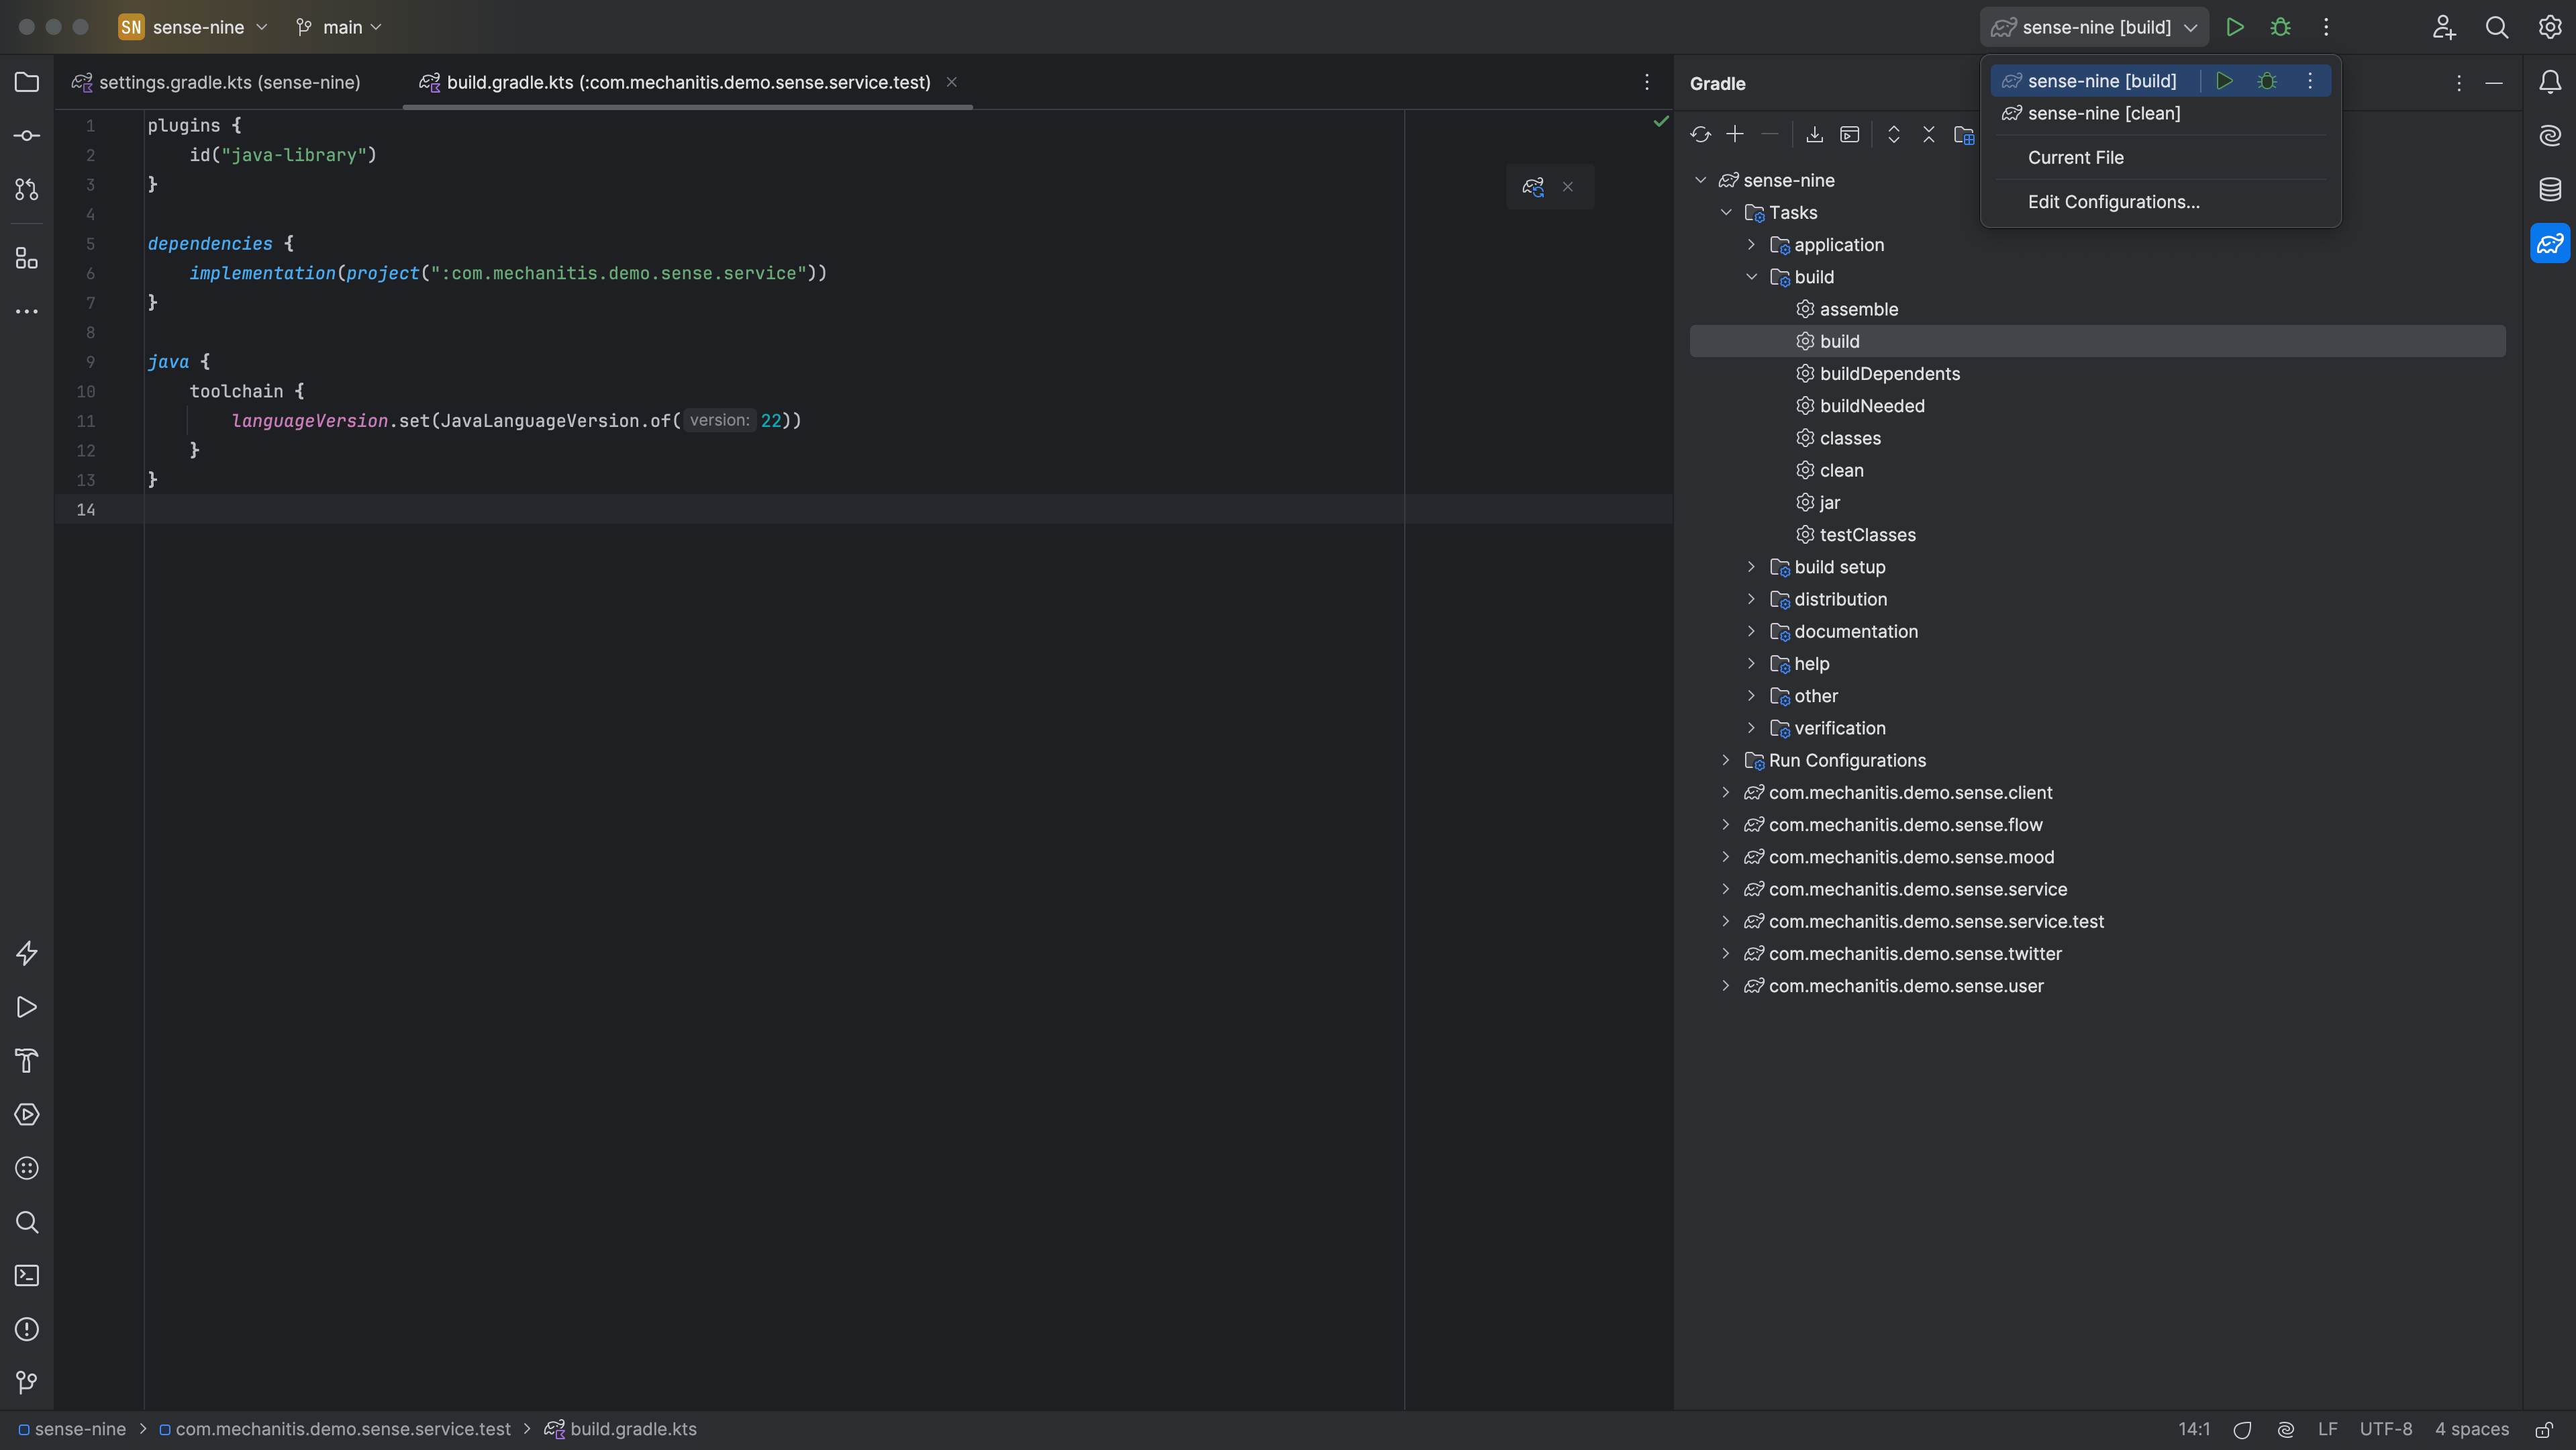 SN sense-nine main sense-nine [build]
settings.gradle.kts (sense-nine) build.gradle.kts (:com.mechanitis.demo.sense.service.test)
1 plugins {
2 id("java-library")
3 }
4
5 dependencies {
6 implementation(project(":com.mechanitis.demo.sense.service"))
7 }
8
9 java {
10 toolchain {
11 languageVersion.set(JavaLanguageVersion.of( version: 22))
12 }
13 }
14
Gradle
sense-nine [build]
sense-nine [clean]
Current File
Edit Configurations...
sense-nine
Tasks
application
build
assemble
build
buildDependents
buildNeeded
classes
clean
jar
testClasses
build setup
distribution
documentation
help
other
verification
Run Configurations
com.mechanitis.demo.sense.client
com.mechanitis.demo.sense.flow
com.mechanitis.demo.sense.mood
com.mechanitis.demo.sense.service
com.mechanitis.demo.sense.service.test
com.mechanitis.demo.sense.twitter
com.mechanitis.demo.sense.user
sense-nine com.mechanitis.demo.sense.service.test build.gradle.kts 14:1 LF UTF-8 4 spaces